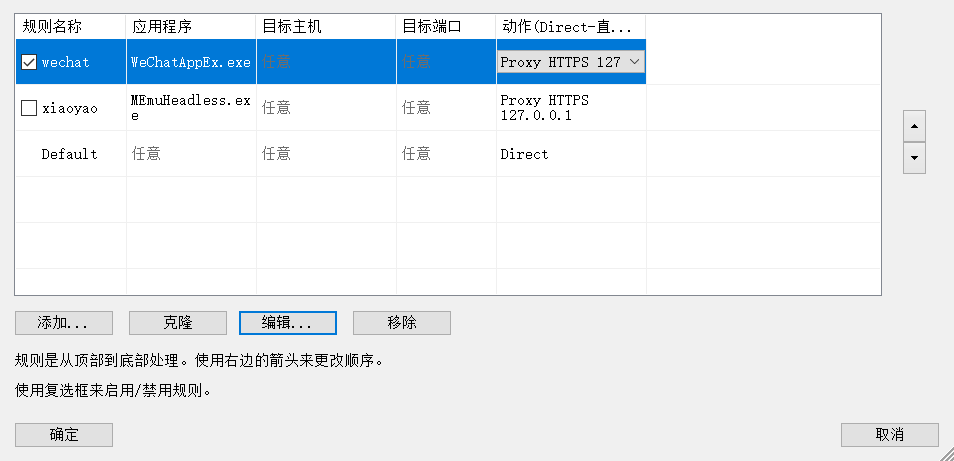 规则名称 应用程序 目标主机 目标端口 动作(Direct-直...
wechat WeChatAppEx.exe 任意 任意 Proxy HTTPS 127
xiaoyao MEmuHeadless.ex 任意 任意 Proxy HTTPS
e 127.0.0.1
Default 任意 任意 任意 Direct
添加... 克隆 编辑... 移除
规则是从顶部到底部处理。使用右边的箭头来更改顺序。
使用复选框来启用/禁用规则。
确定 取消